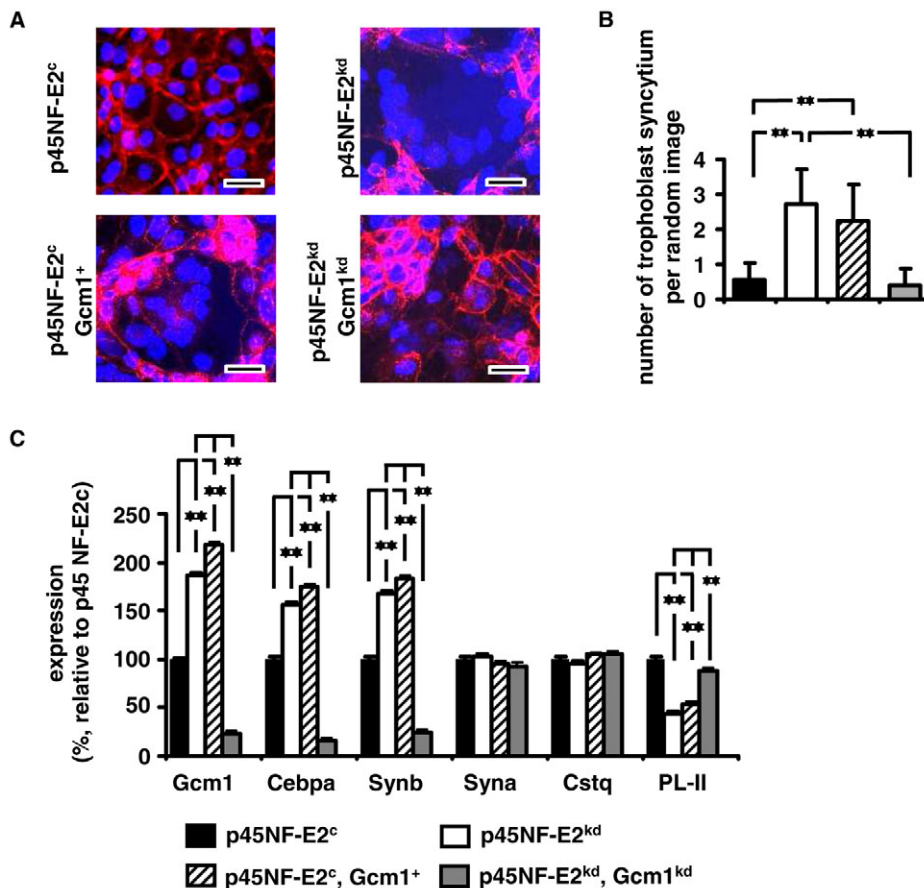 A
p45NF-E2c
p45NF-E2kd
p45NF-E2c
Gcm1+
p45NF-E2kd
Gcm1kd
B
number of trophoblast syncytium
per random image
4
3
2
1
0
**
**
**
C
expression
(%, relative to p45 NF-E2c)
250
200
150
100
50
0
**
**
**
**
**
**
**
**
**
**
**
**
Gcm1 Cebpa Synb Syna Cstq PL-II
p45NF-E2c p45NF-E2kd
p45NF-E2c, Gcm1+ p45NF-E2kd, Gcm1kd